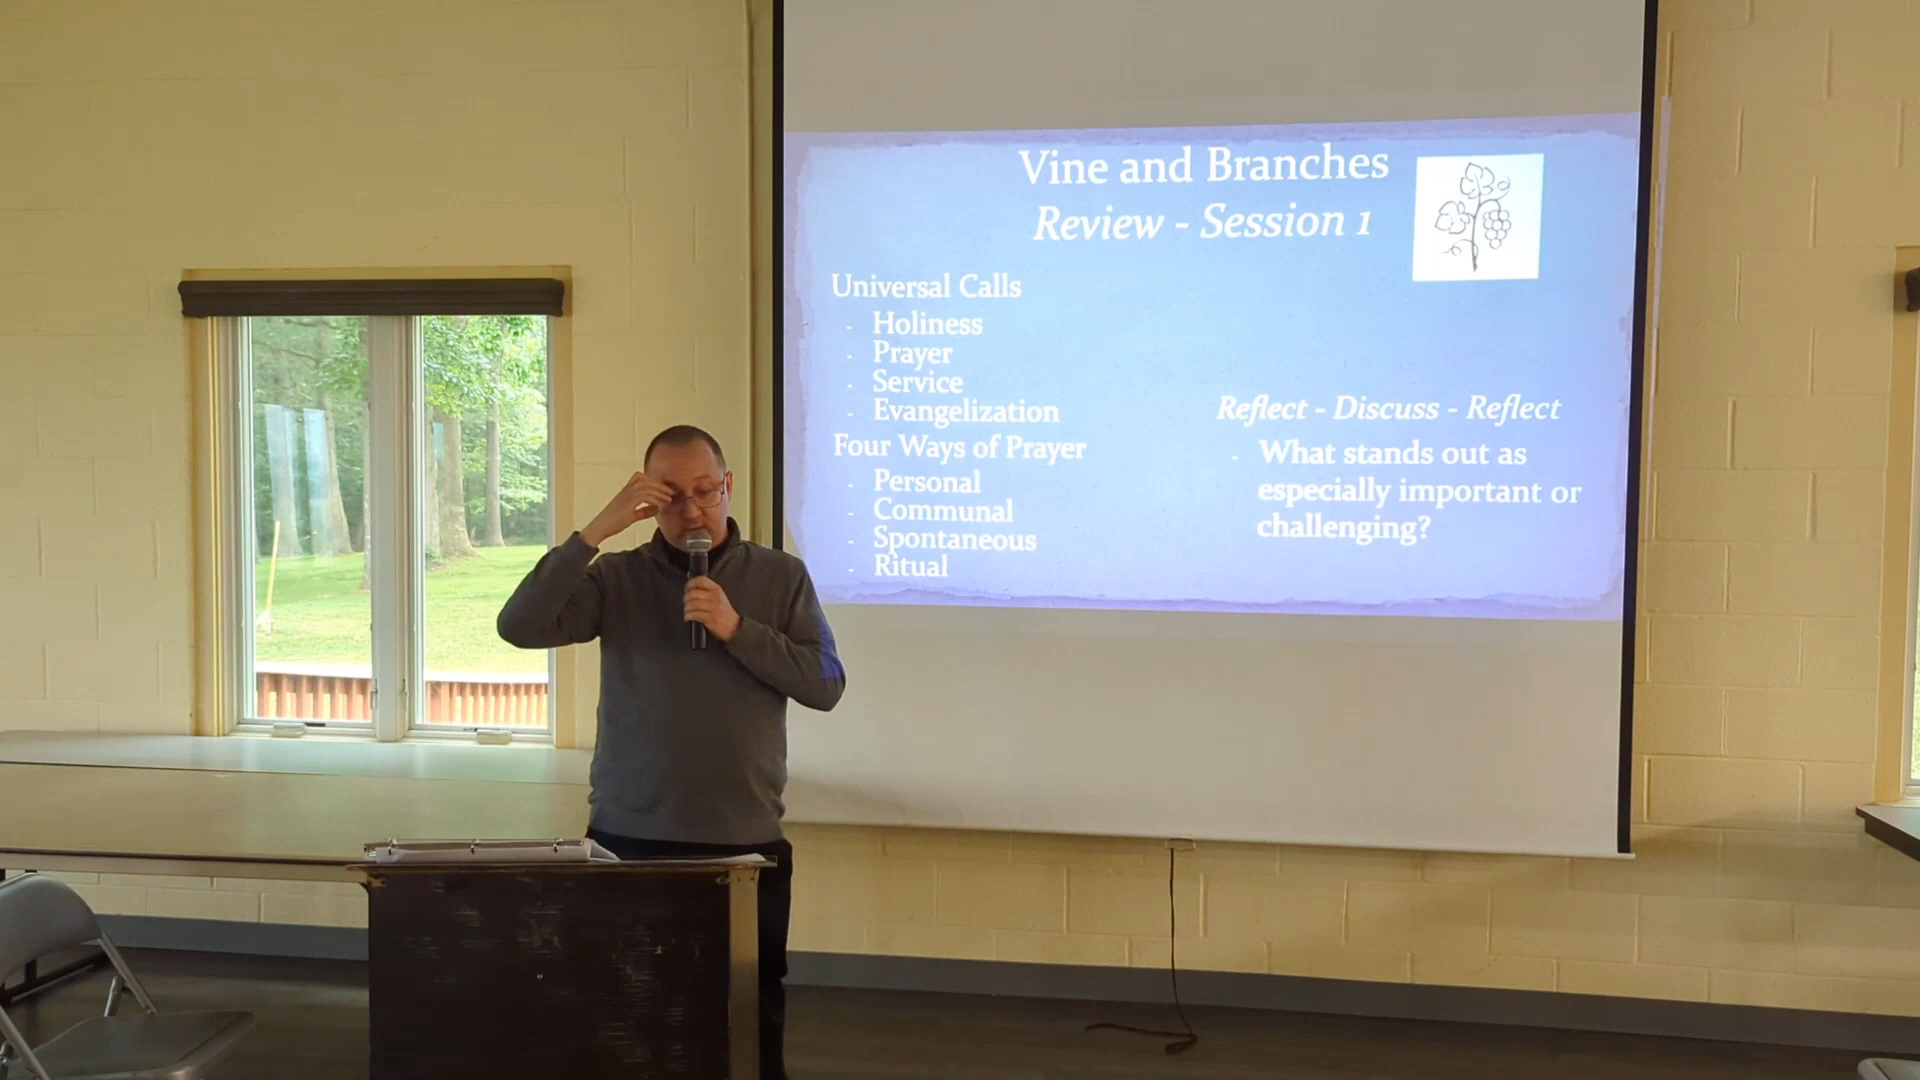 Vine and Branches
Review - Session 1
Universal Calls
- Holiness
- Prayer
- Service
- Evangelization
Four Ways of Prayer
- Personal
- Communal
- Spontaneous
- Ritual
Reflect - Discuss - Reflect
- What stands out as
especially important or
challenging?